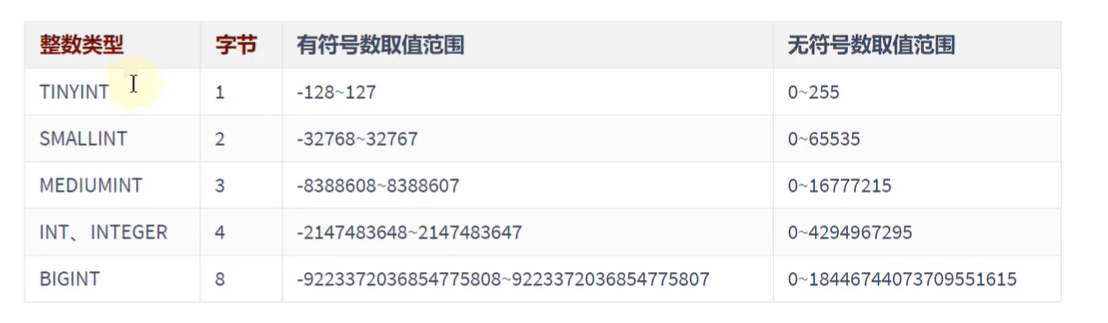 整数类型 字节 有符号数取值范围 无符号数取值范围
TINYINT 1 -128~127 0~255
SMALLINT 2 -32768~32767 0~65535
MEDIUMINT 3 -8388608~8388607 0~16777215
INT、INTEGER 4 -2147483648~2147483647 0~4294967295
BIGINT 8 -9223372036854775808~9223372036854775807 0~18446744073709551615